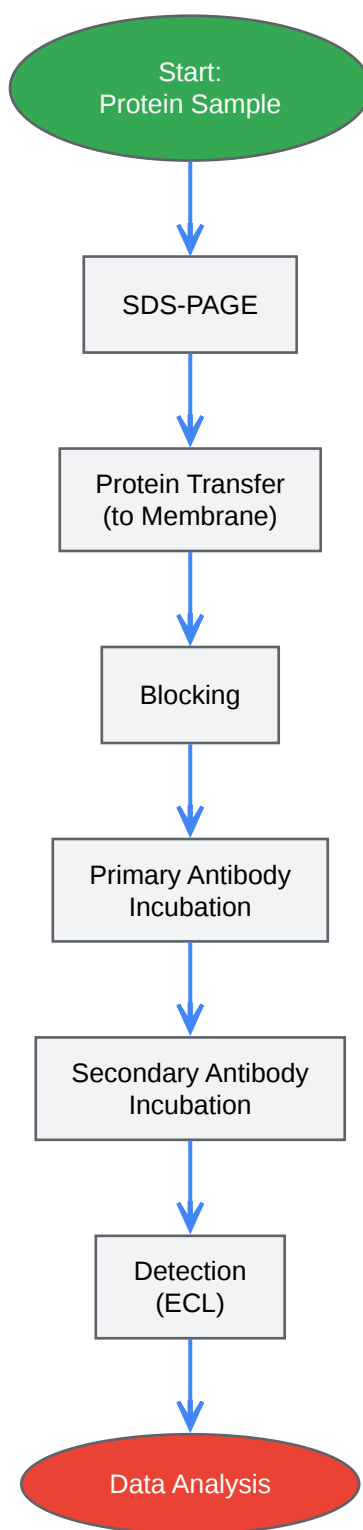 Start:
Protein Sample
SDS-PAGE
Protein Transfer
(to Membrane)
Blocking
Primary Antibody
Incubation
Secondary Antibody
Incubation
Detection
(ECL)
Data Analysis